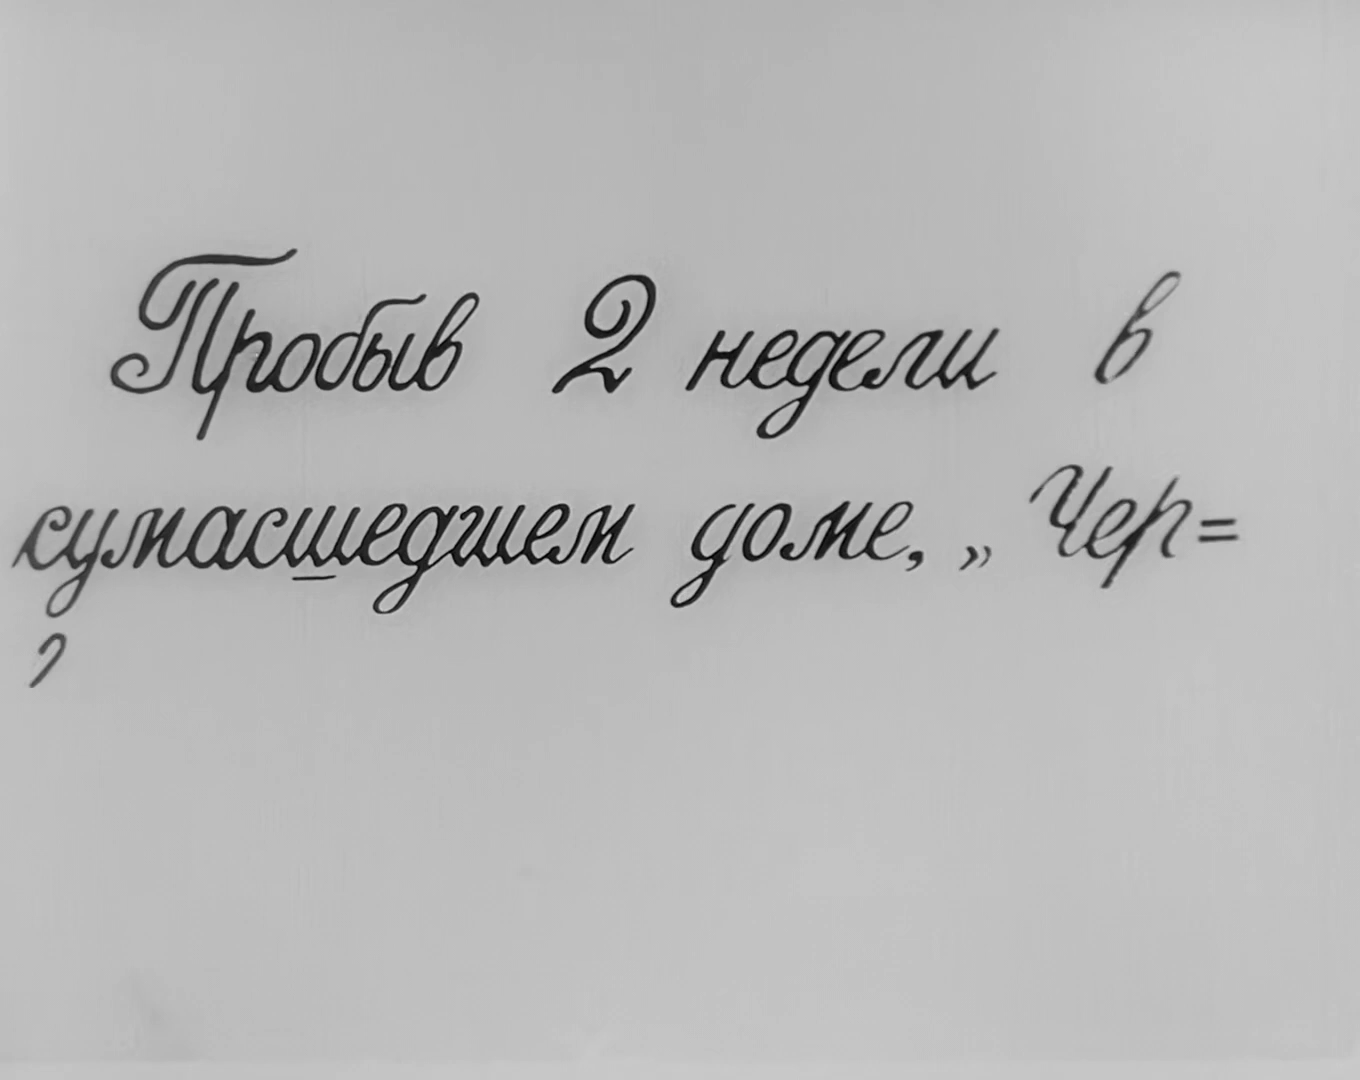 Пробыв 2 недели в
сумасшедшем доме, „ Чер=